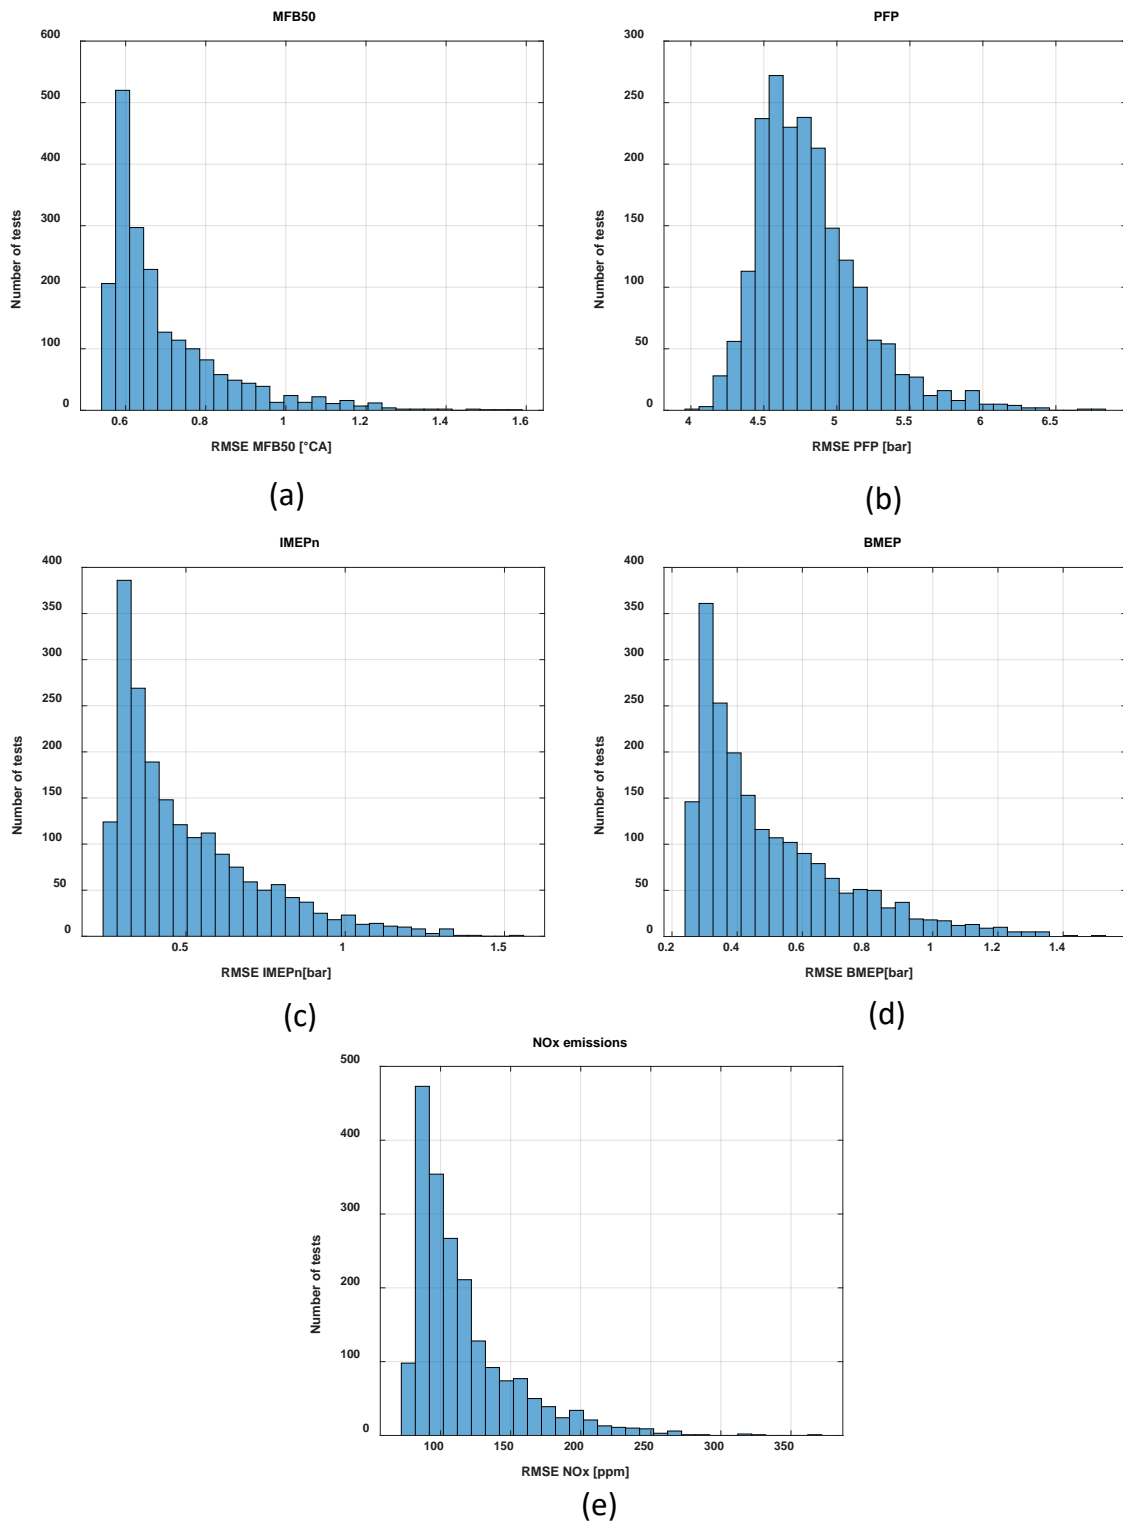 MFB50
600
500
400
300
200
100
0
Number of tests
0.6 0.8 1 1.2 1.4 1.6
RMSE MFB50 [°CA]
(a)
PFP
300
250
200
150
100
50
0
Number of tests
4 4.5 5 5.5 6 6.5
RMSE PFP [bar]
(b)
IMEPn
400
350
300
250
200
150
100
50
0
Number of tests
0.5 1 1.5
RMSE IMEPn[bar]
(c)
BMEP
400
350
300
250
200
150
100
50
0
Number of tests
0.2 0.4 0.6 0.8 1 1.2 1.4
RMSE BMEP[bar]
(d)
NOx emissions
500
400
300
200
100
0
Number of tests
100 150 200 250 300 350
RMSE NOx [ppm]
(e)